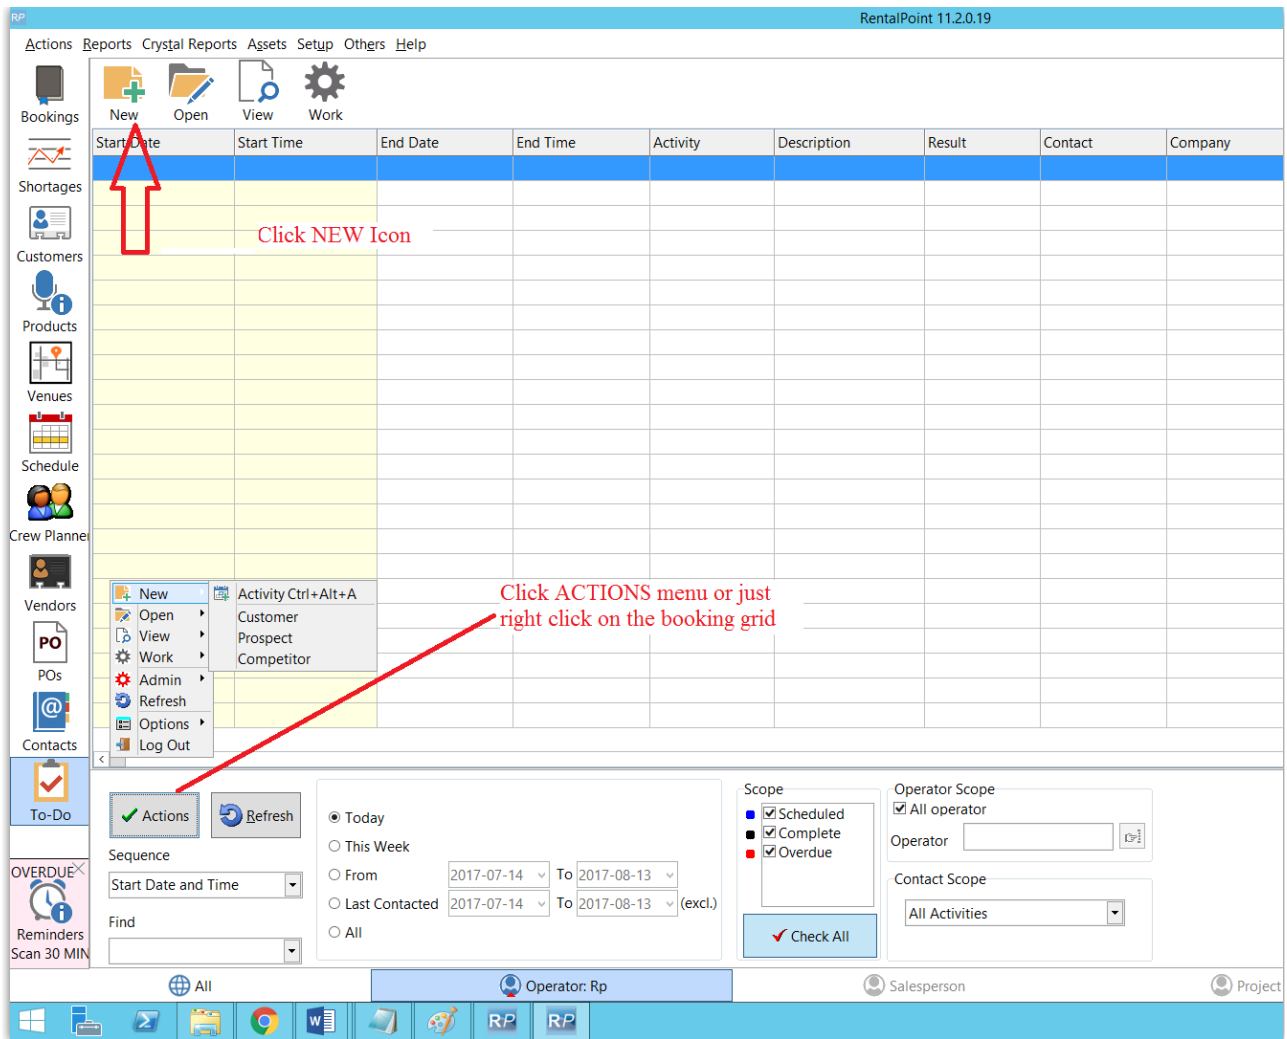 RP
RentalPoint 11.2.0.19
Actions Reports Crystal Reports Assets Setup Others Help
Bookings
New Open View Work
Start Date Start Time End Date End Time Activity Description Result Contact Company
Shortages
Click NEW Icon
Customers
Products
Venues
Schedule
Crew Planner
Vendors
PO
POs
Contacts
To-Do
New
Open
View
Work
Admin
Refresh
Options
Log Out
Activity Ctrl+Alt+A
Customer
Prospect
Competitor
Click ACTIONS menu or just
right click on the booking grid
Actions Refresh
Sequence
Start Date and Time
Find
Today
This Week
From 2017-07-14 To 2017-08-13
Last Contacted 2017-07-14 To 2017-08-13 (excl.)
All
Scope
Scheduled
Complete
Overdue
Check All
Operator Scope
All operator
Operator
Contact Scope
All Activities
OVERDUE
Reminders
Scan 30 MIN
All Operator: Rp Salesperson Project
RP RP